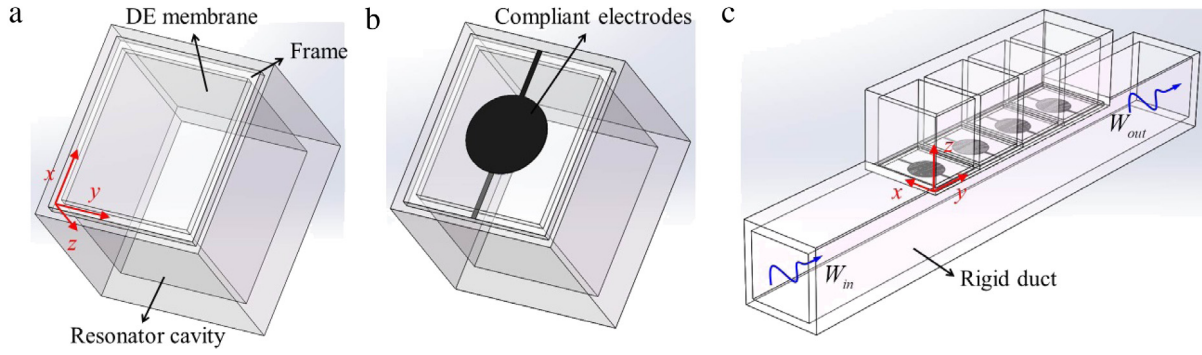 a
DE membrane
Frame
x
y
z
Resonator cavity
b
Compliant electrodes
c
W_out
z
x
y
W_in
Rigid duct